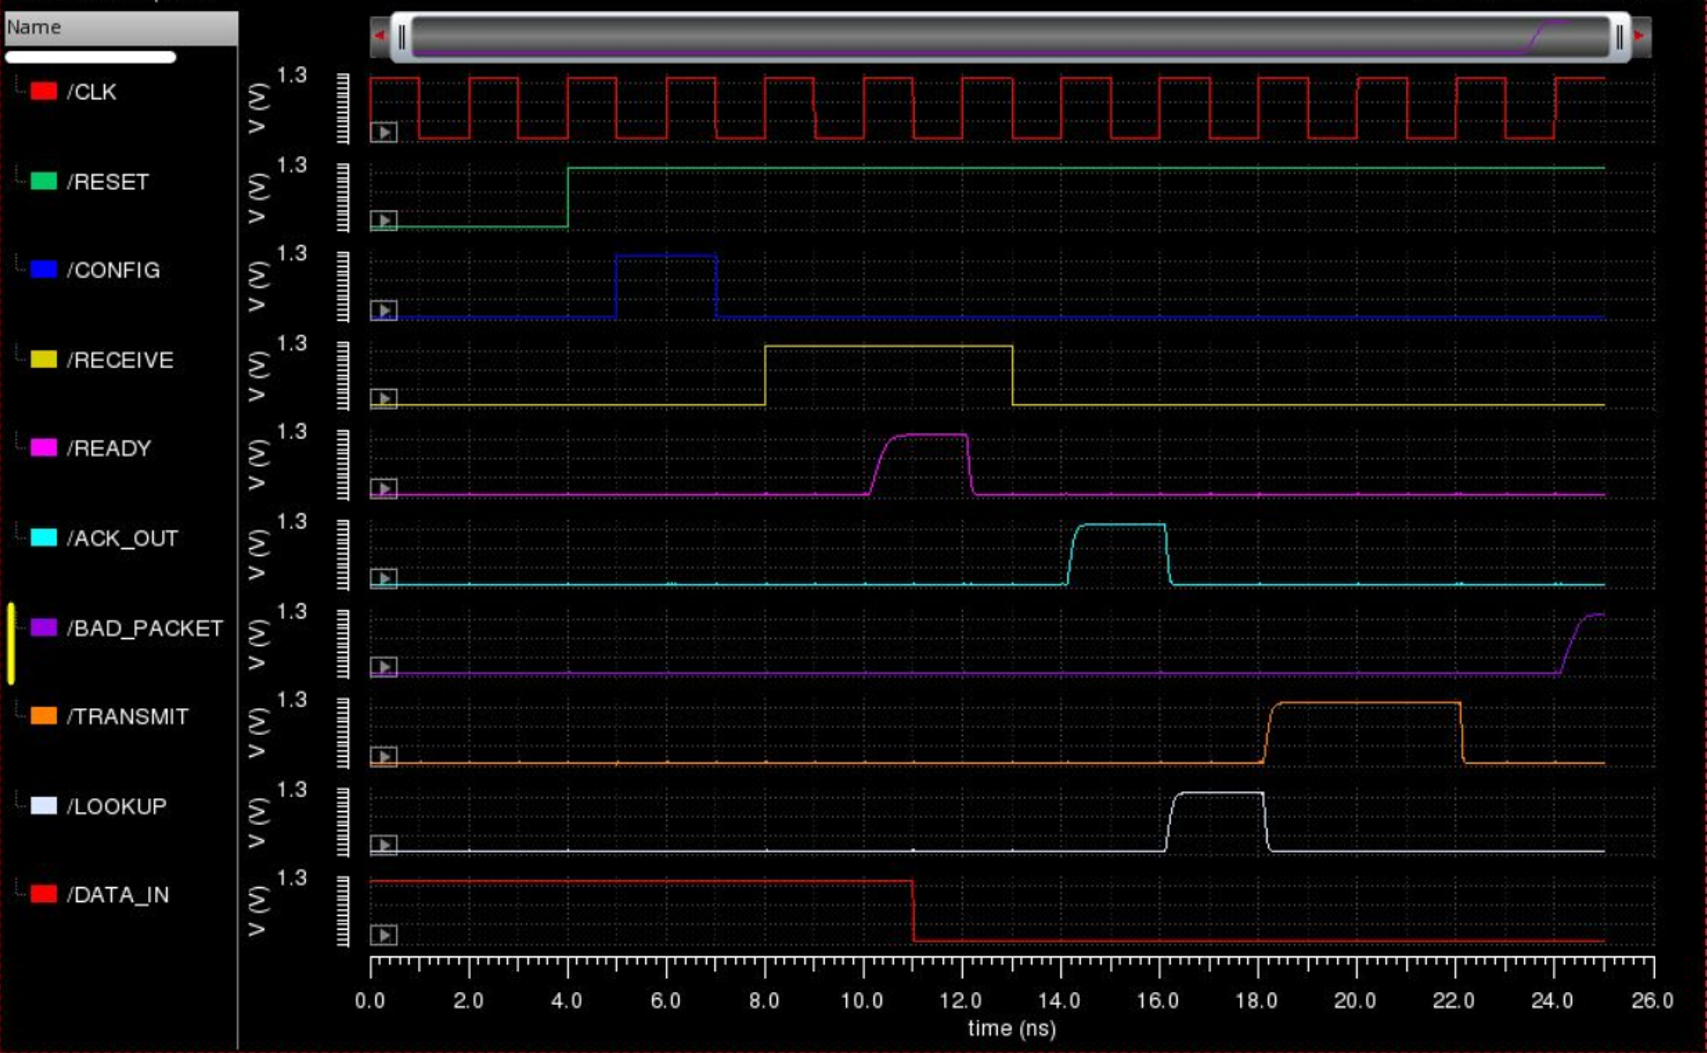 Name
/CLK
V (V)
1.3
/RESET
V (V)
1.3
/CONFIG
V (V)
1.3
/RECEIVE
V (V)
1.3
/READY
V (V)
1.3
/ACK_OUT
V (V)
1.3
/BAD_PACKET
V (V)
1.3
/TRANSMIT
V (V)
1.3
/LOOKUP
V (V)
1.3
/DATA_IN
V (V)
1.3
0.0 2.0 4.0 6.0 8.0 10.0 12.0 14.0 16.0 18.0 20.0 22.0 24.0 26.0
time (ns)